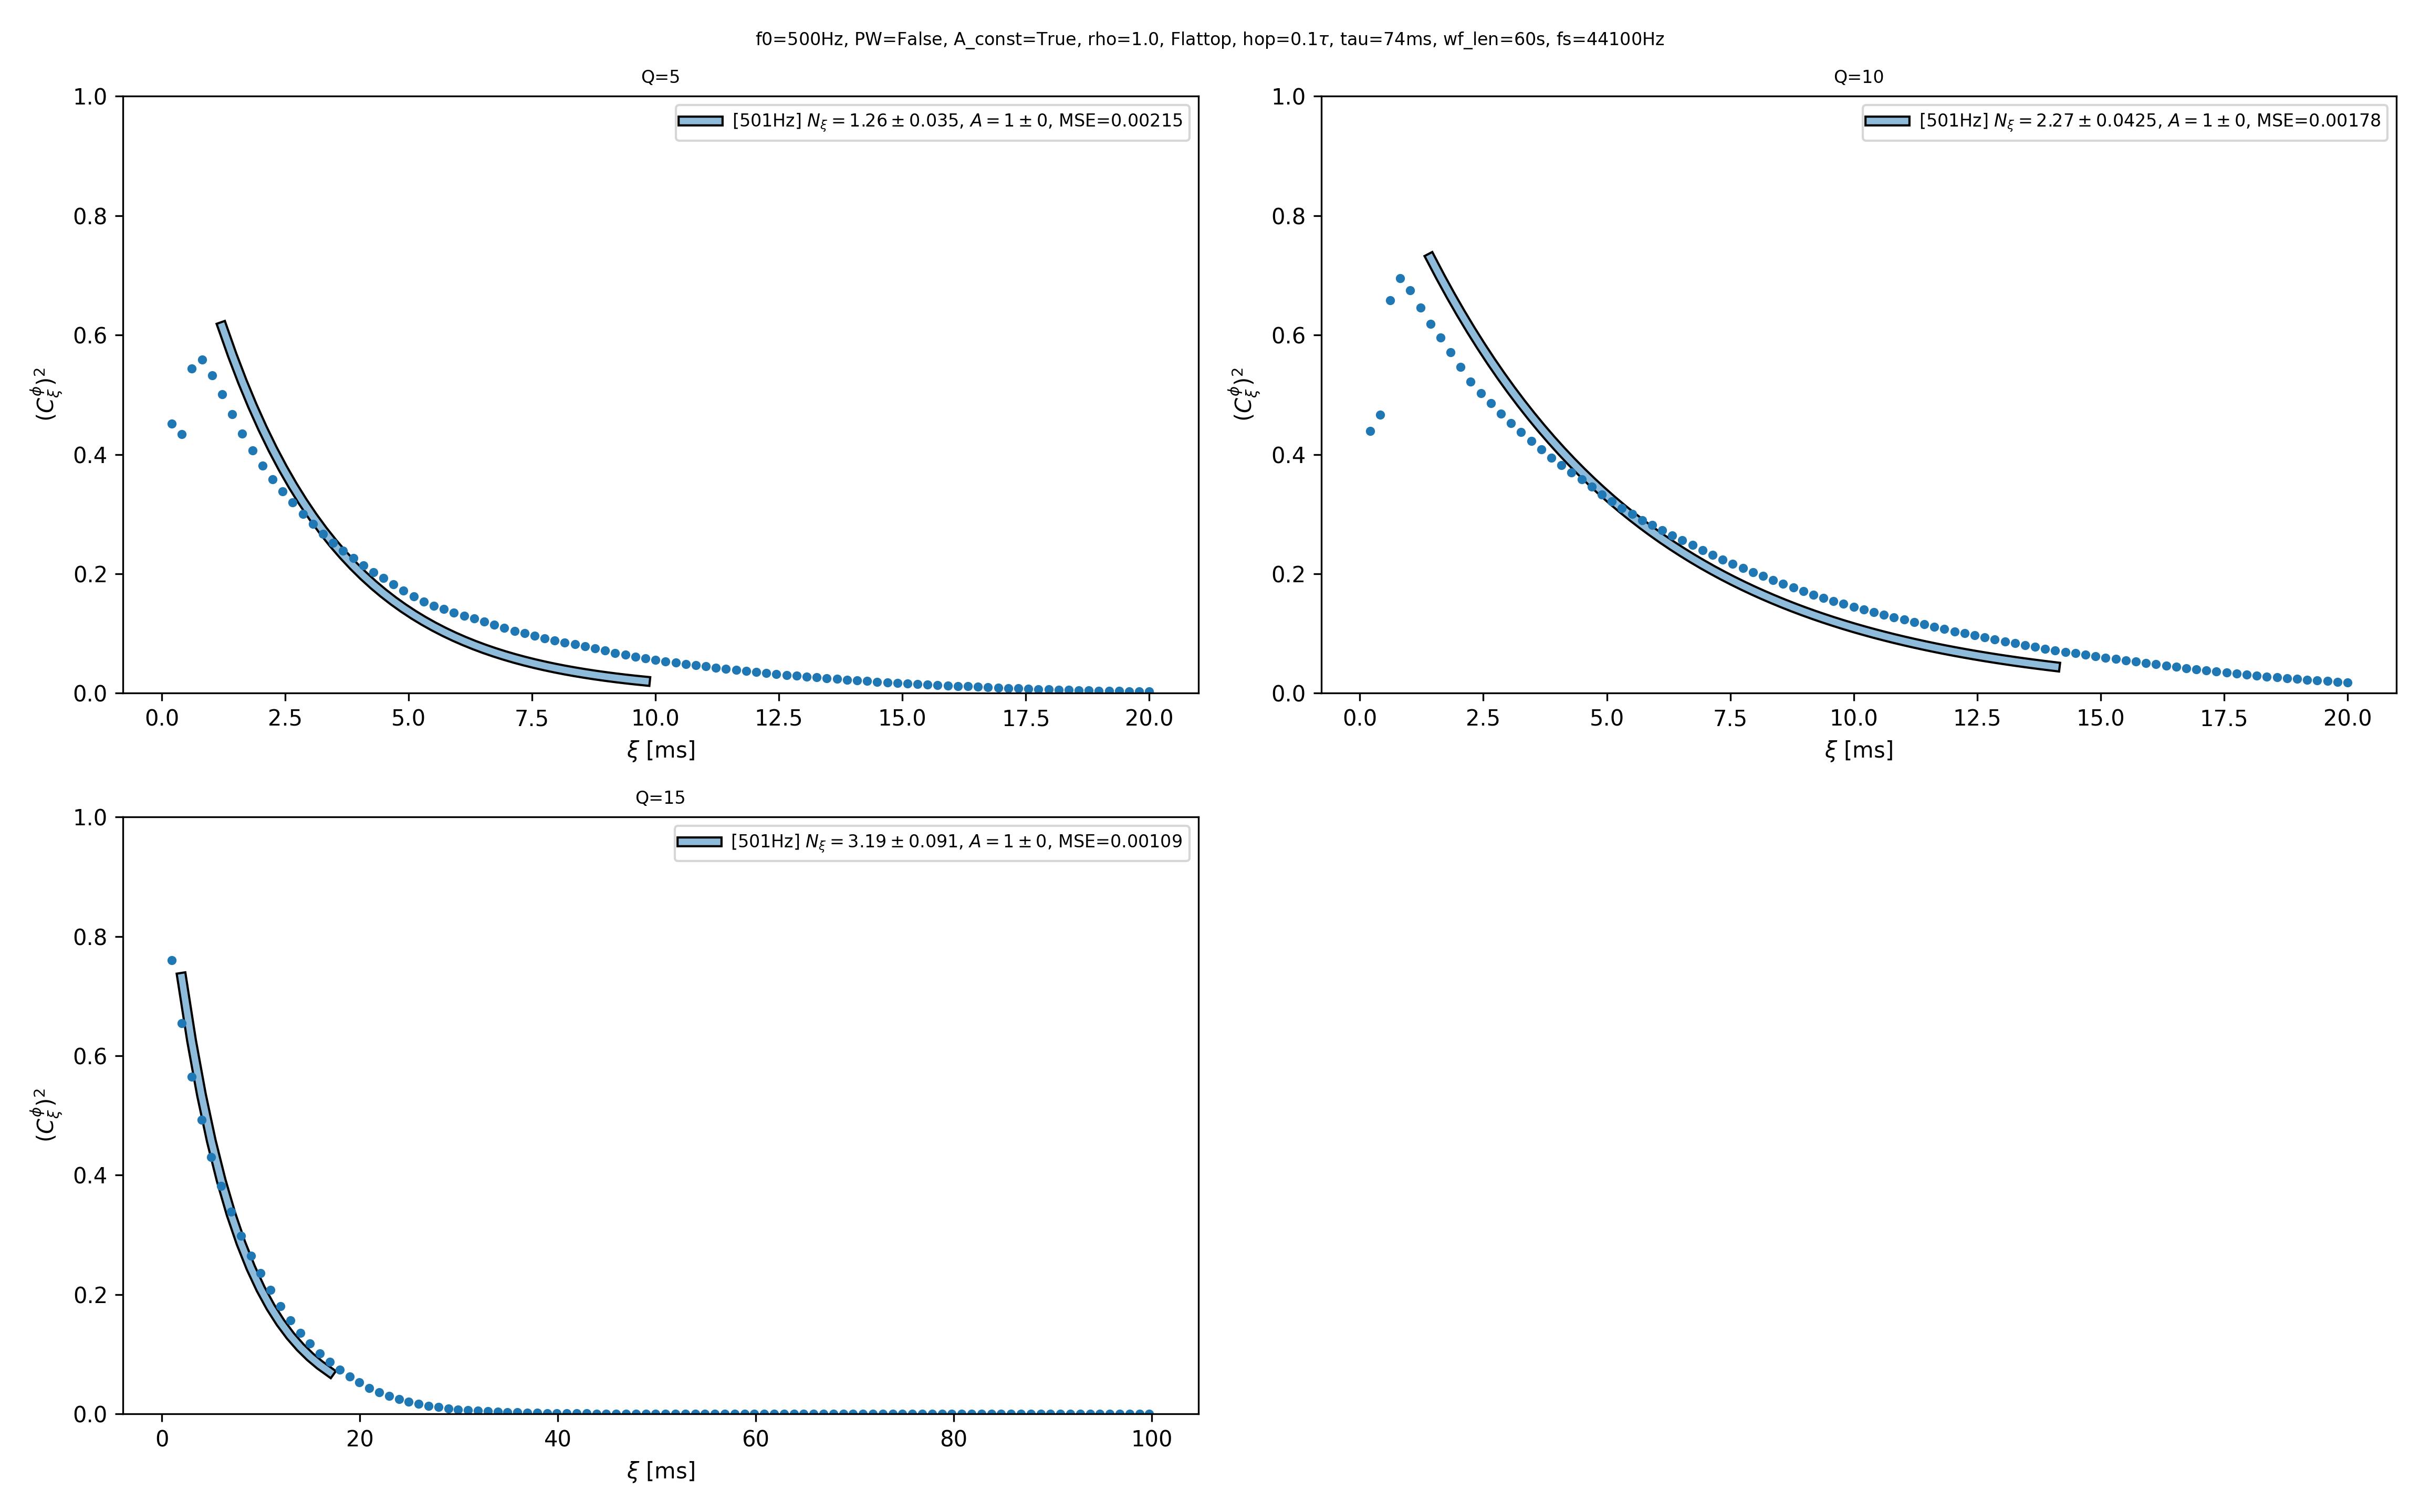 f0=500Hz, PW=False, A_const=True, rho=1.0, Flattop, hop=0.1τ, tau=74ms, wf_len=60s, fs=44100Hz
Q=5
[501Hz] N_ξ = 1.26 ± 0.035, A = 1 ± 0, MSE=0.00215
1.0
0.8
0.6
0.4
0.2
0.0
(C_ξ^ϕ)^2
0.0 2.5 5.0 7.5 10.0 12.5 15.0 17.5 20.0
ξ [ms]
Q=10
[501Hz] N_ξ = 2.27 ± 0.0425, A = 1 ± 0, MSE=0.00178
1.0
0.8
0.6
0.4
0.2
0.0
(C_ξ^ϕ)^2
0.0 2.5 5.0 7.5 10.0 12.5 15.0 17.5 20.0
ξ [ms]
Q=15
[501Hz] N_ξ = 3.19 ± 0.091, A = 1 ± 0, MSE=0.00109
1.0
0.8
0.6
0.4
0.2
0.0
(C_ξ^ϕ)^2
0 20 40 60 80 100
ξ [ms]